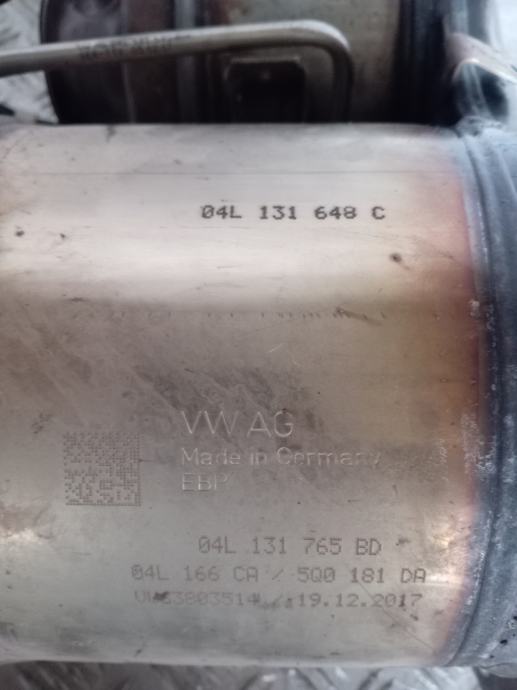 04L 131 648 C
VW AG
Made in Germany
EBP
04L 131 765 BD
04L 166 CA / 5Q0 181 DA
/ 19.12.2017